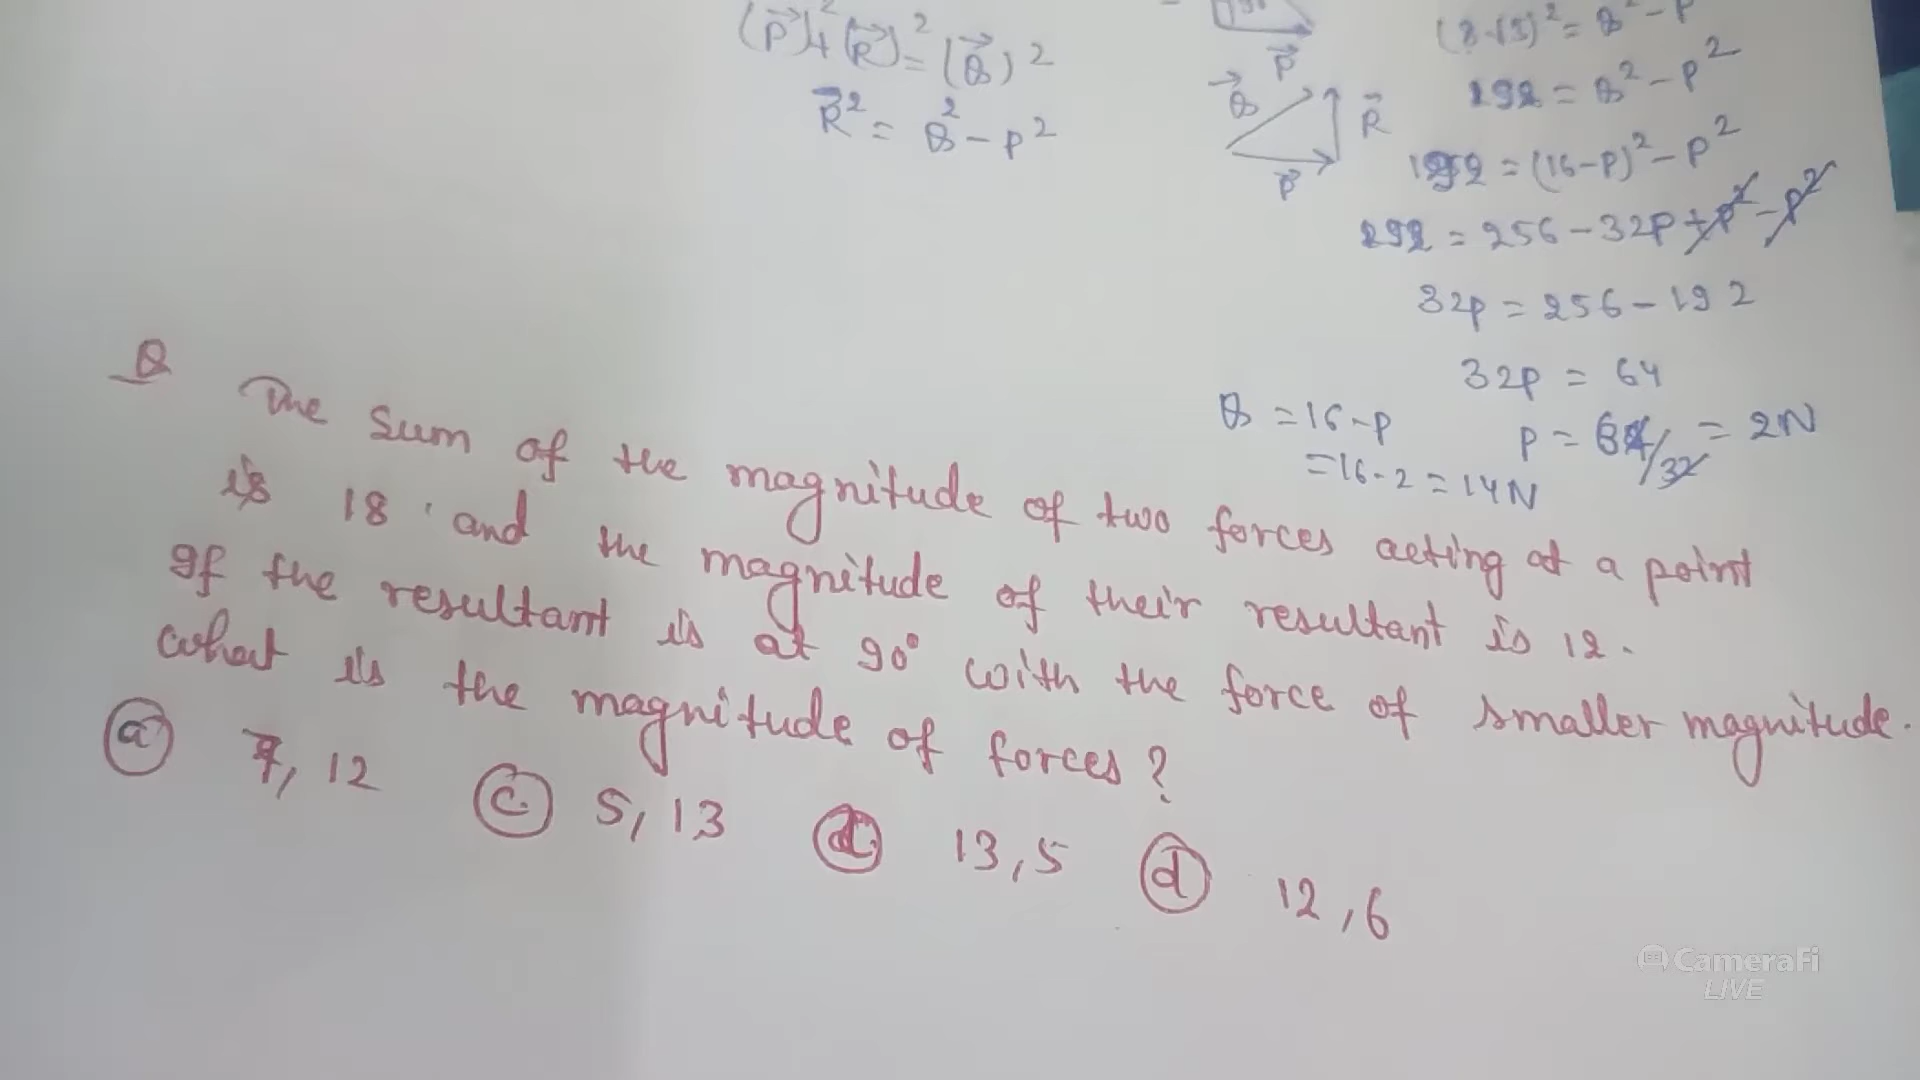 (P⃗)²+(R⃗)²=(Q⃗)²
R⃗² = Q² - P²
90°
P⃗
Q⃗
R⃗
P⃗
(8√3)² = Q² - P
192 = Q² - P²
192 = (16-P)² - P²
192 = 256 - 32P + P² - P²
32P = 256 - 192
32P = 64
P = 64/32 = 2N
Q = 16-P
=16-2 = 14N
Q
The sum of the magnitude of two forces acting at a point
is 18 and the magnitude of their resultant is 12.
If the resultant is at 90° with the force of smaller magnitude.
What is the magnitude of forces?
(a) 7, 12 (c) 5, 13 (d) 13, 5 (d) 12, 6
CameraFi
LIVE